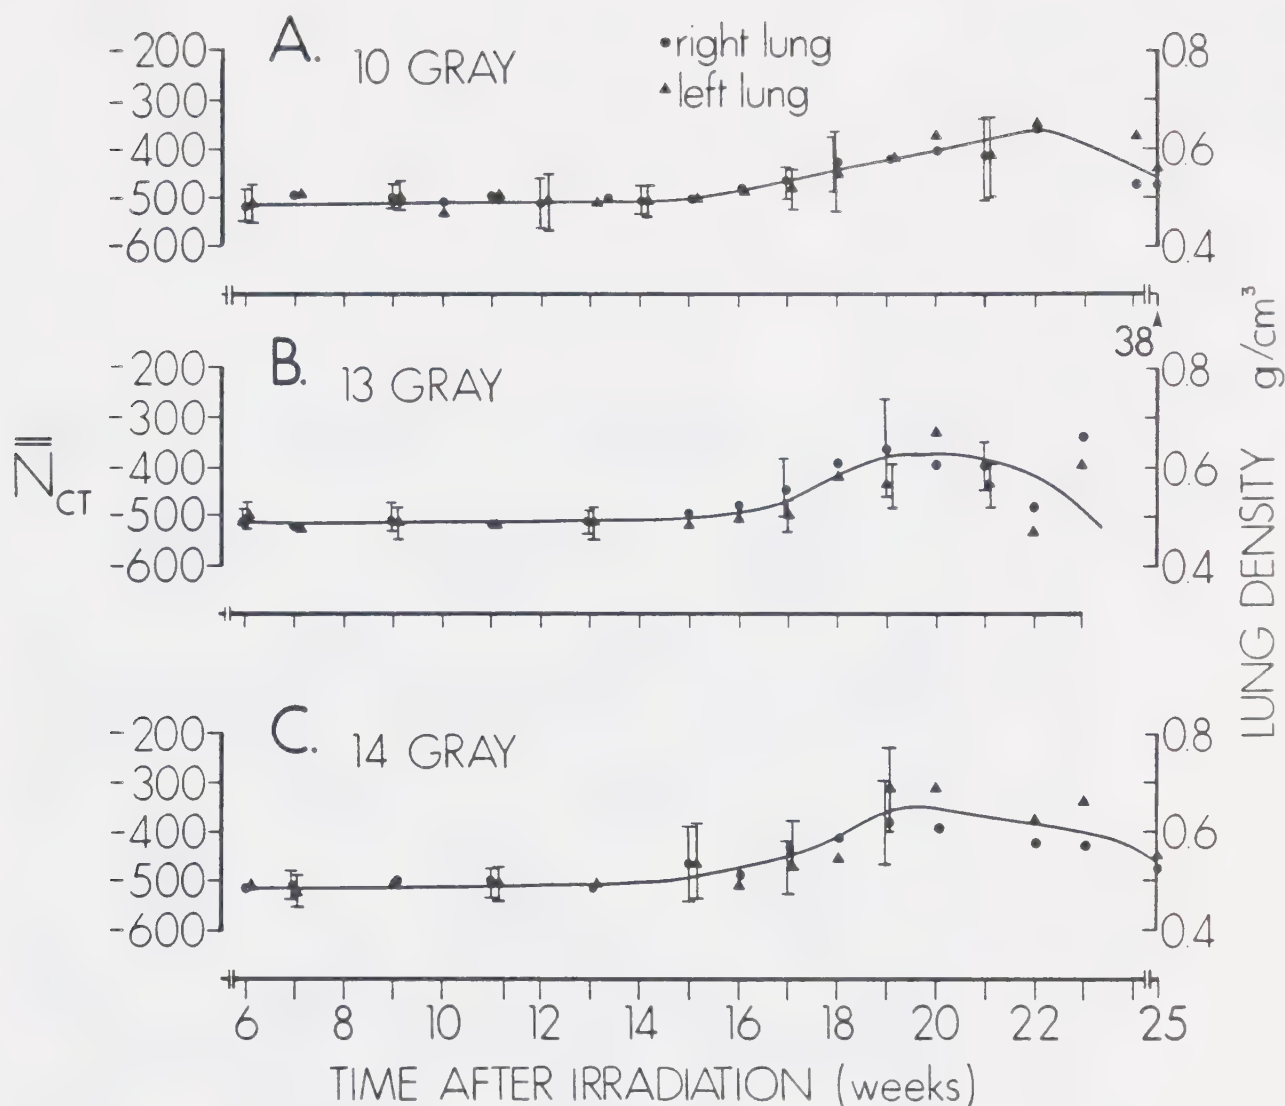 A. 10 GRAY
•right lung
▲left lung
-200
-300
-400
-500
-600
0.8
0.6
0.4
38
B. 13 GRAY
-200
-300
-400
-500
-600
0.8
0.6
0.4
N̿CT
LUNG DENSITY g/cm³
C. 14 GRAY
-200
-300
-400
-500
-600
0.8
0.6
0.4
6 8 10 12 14 16 18 20 22 25
TIME AFTER IRRADIATION (weeks)